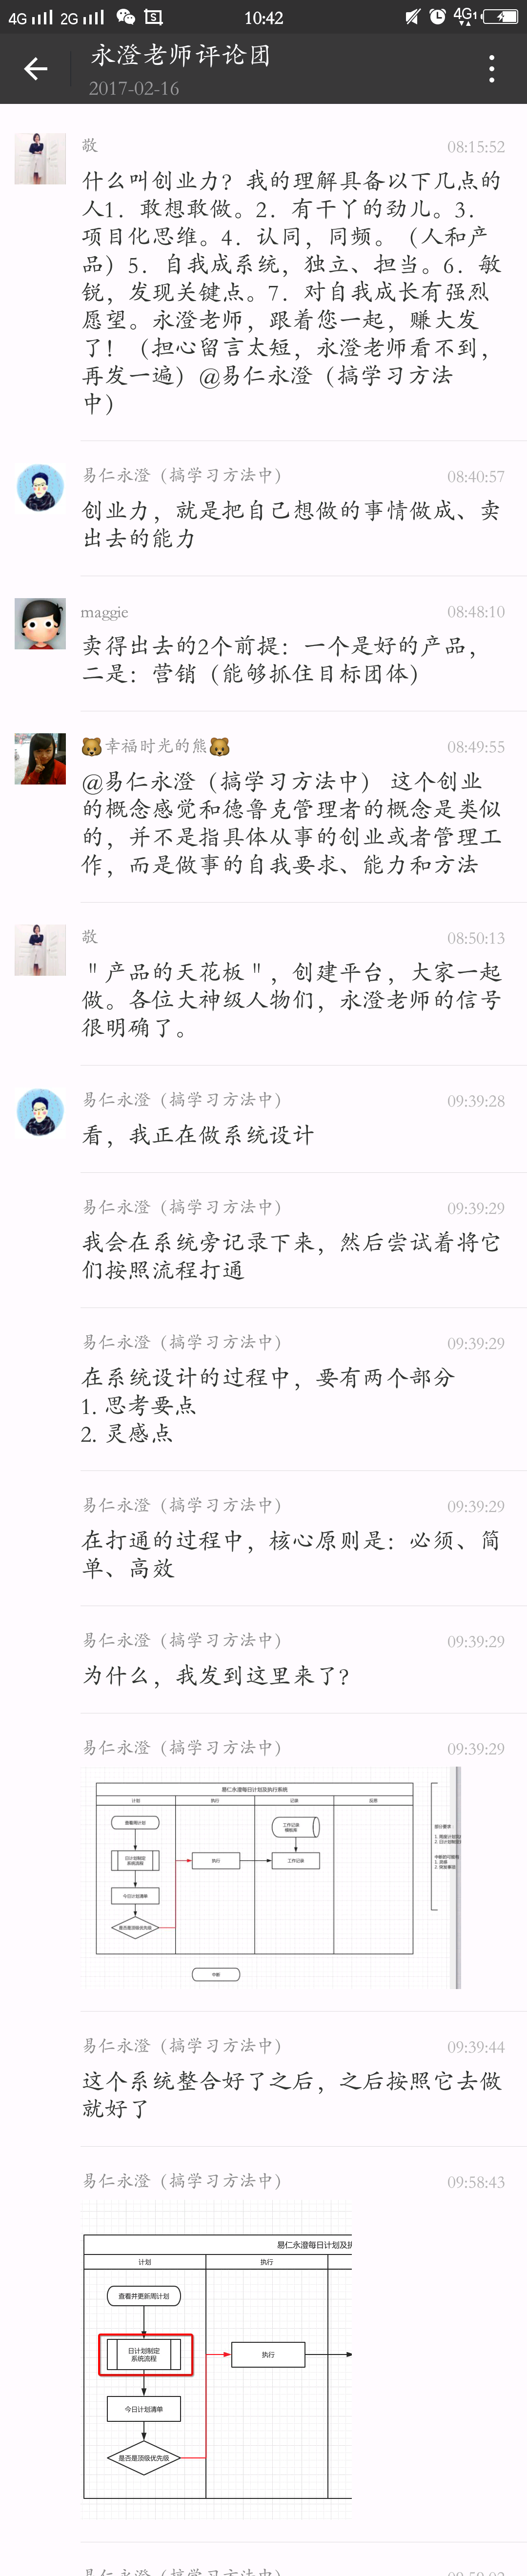 4G 2G 10:42 4G 1
永澄老师评论团
2017-02-16
敬 08:15:52
什么叫创业力？我的理解具备以下几点的
人1．敢想敢做。2．有干丫的劲儿。3．
项目化思维。4．认同，同频。（人和产
品）5．自我成系统，独立、担当。6．敏
锐，发现关键点。7．对自我成长有强烈
愿望。永澄老师，跟着您一起，赚大发
了！（担心留言太短，永澄老师看不到，
再发一遍）@易仁永澄（搞学习方法
中）
易仁永澄（搞学习方法中） 08:40:57
创业力，就是把自己想做的事情做成、卖
出去的能力
maggie 08:48:10
卖得出去的2个前提：一个是好的产品，
二是：营销（能够抓住目标团体）
🐻幸福时光的熊🐻 08:49:55
@易仁永澄（搞学习方法中） 这个创业
的概念感觉和德鲁克管理者的概念是类似
的，并不是指具体从事的创业或者管理工
作，而是做事的自我要求、能力和方法
敬 08:50:13
＂产品的天花板＂，创建平台，大家一起
做。各位大神级人物们，永澄老师的信号
很明确了。
易仁永澄（搞学习方法中） 09:39:28
看，我正在做系统设计
易仁永澄（搞学习方法中） 09:39:29
我会在系统旁记录下来，然后尝试着将它
们按照流程打通
易仁永澄（搞学习方法中） 09:39:29
在系统设计的过程中，要有两个部分
1. 思考要点
2. 灵感点
易仁永澄（搞学习方法中） 09:39:29
在打通的过程中，核心原则是：必须、简
单、高效
易仁永澄（搞学习方法中） 09:39:29
为什么，我发到这里来了?
易仁永澄（搞学习方法中） 09:39:29
易仁永澄每日计划及执行系统
计划 执行 记录 反思
查看周计划
工作记录
模板库
日计划制定
系统流程
执行 工作记录
今日计划清单
是否是顶级优先级
中断
易仁永澄（搞学习方法中） 09:39:44
这个系统整合好了之后，之后按照它去做
就好了
易仁永澄（搞学习方法中） 09:58:43
易仁永澄每日计划及执
计划 执行
查看并更新周计划
日计划制定
系统流程
执行
今日计划清单
是否是顶级优先级